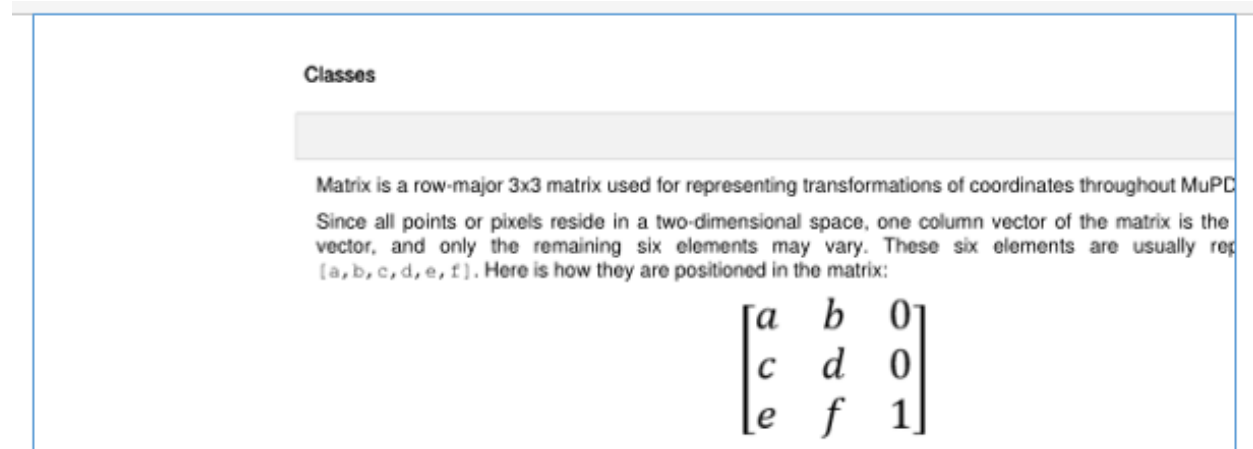 Classes
Matrix is a row-major 3x3 matrix used for representing transformations of coordinates throughout MuPD
Since all points or pixels reside in a two-dimensional space, one column vector of the matrix is the
vector, and only the remaining six elements may vary. These six elements are usually rep
[a,b,c,d,e,f]. Here is how they are positioned in the matrix:
a b 0
c d 0
e f 1